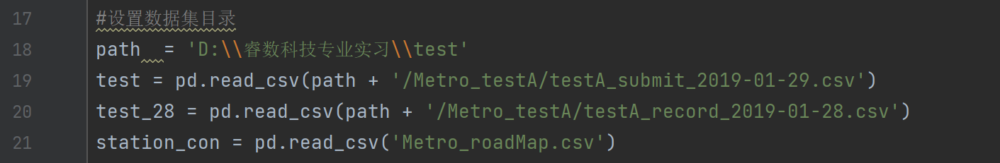 17 #设置数据集目录
18 path  = 'D:\\睿数科技专业实习\\test'
19 test = pd.read_csv(path + '/Metro_testA/testA_submit_2019-01-29.csv')
20 test_28 = pd.read_csv(path + '/Metro_testA/testA_record_2019-01-28.csv')
21 station_con = pd.read_csv('Metro_roadMap.csv')